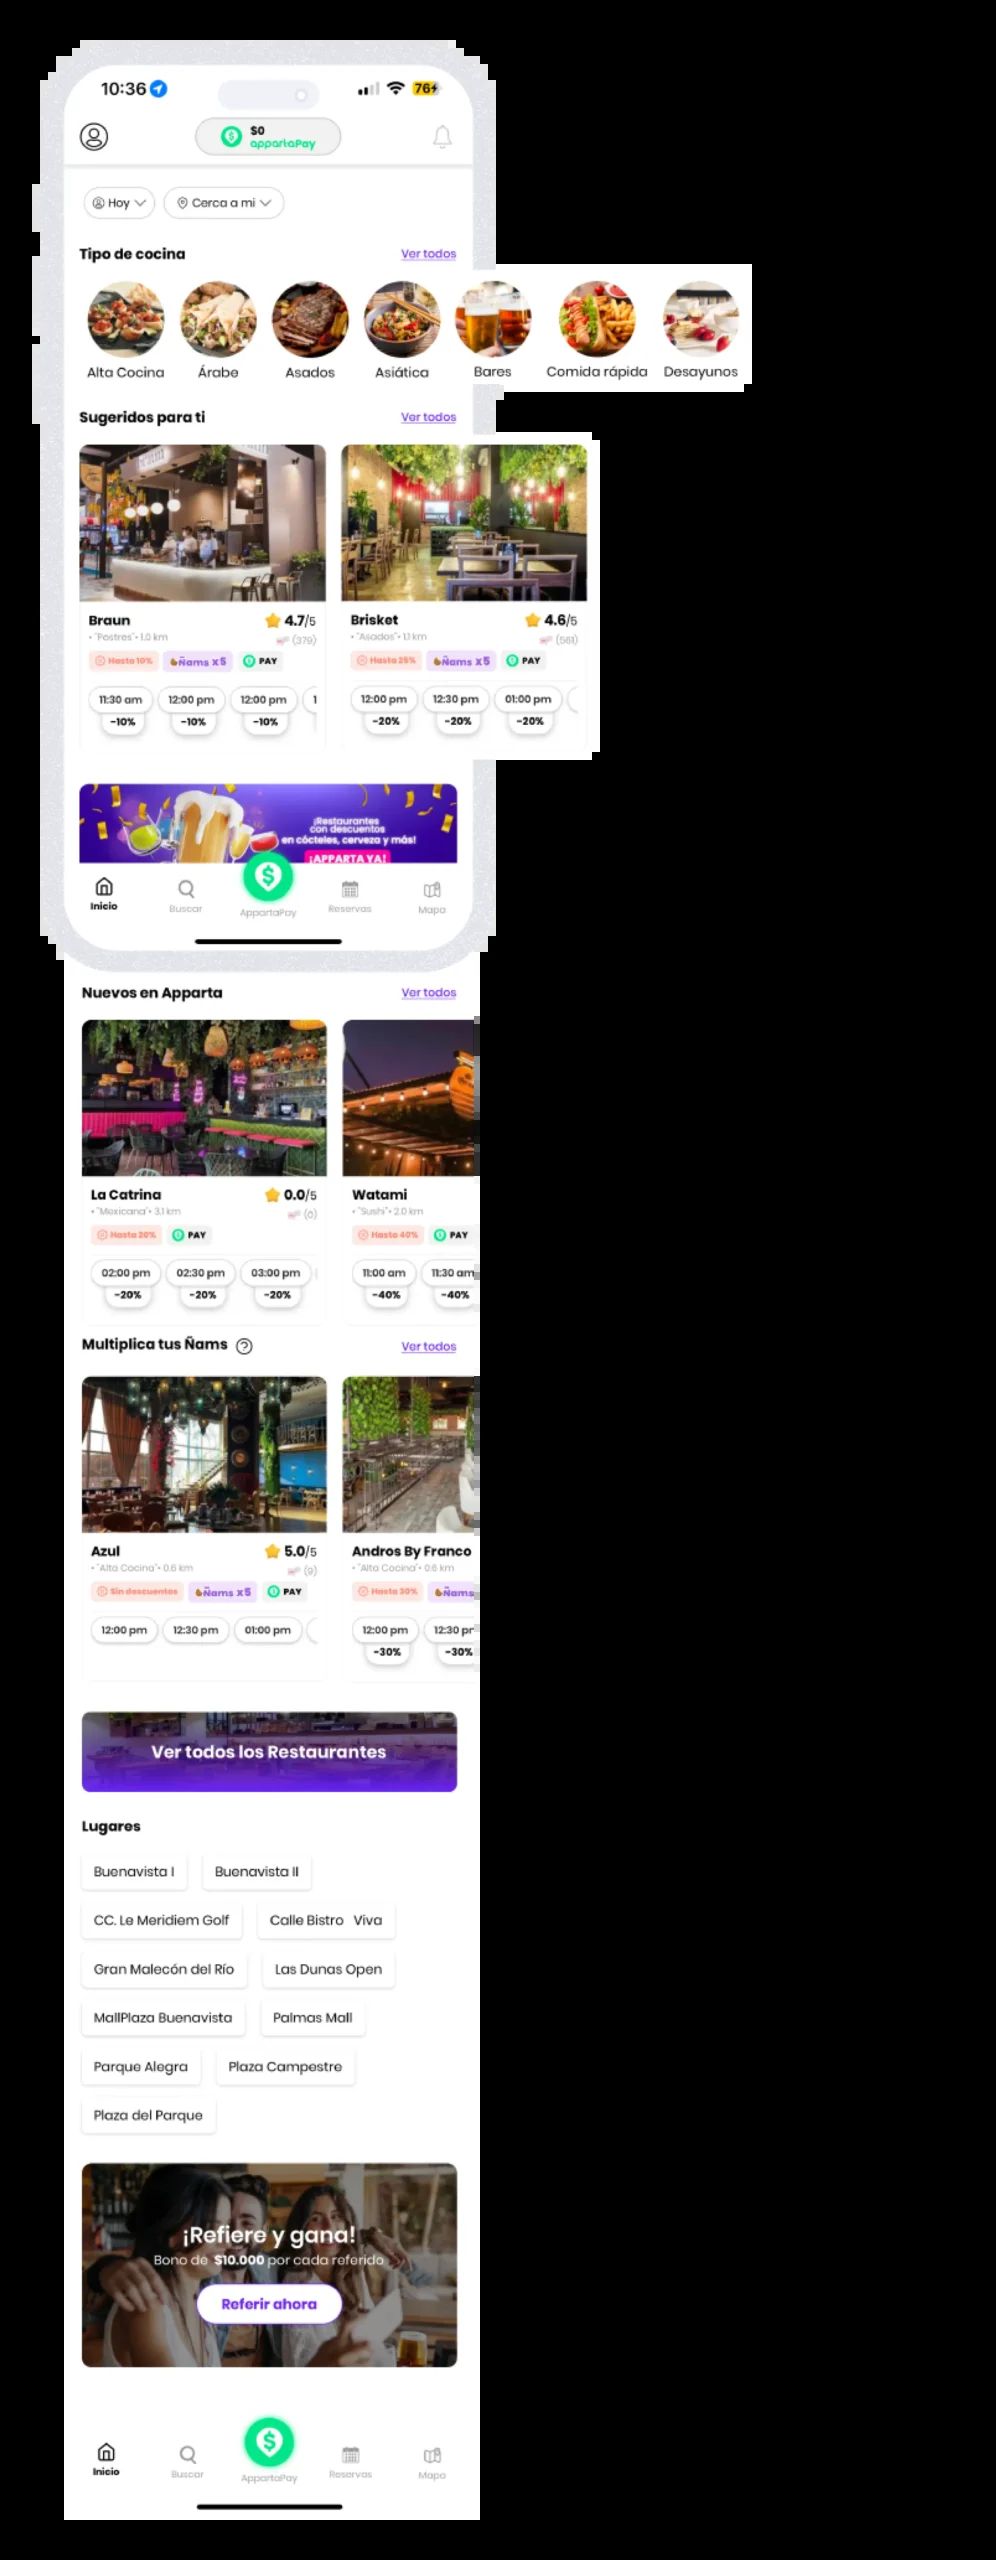 10:36
76
$0
appartaPay
Hoy
Cerca a mi
Tipo de cocina
Ver todos
Alta Cocina
Árabe
Asados
Asiática
Bares
Comida rápida
Desayunos
Sugeridos para ti
Ver todos
Braun
4.7/5
• "Postres" • 1.0 km
(379)
Hasta 10%
Ñams x5
PAY
11:30 am
12:00 pm
12:00 pm
1
-10%
-10%
-10%
Brisket
4.6/5
• "Asados" • 1.1 km
(561)
Hasta 25%
Ñams x5
PAY
12:00 pm
12:30 pm
01:00 pm
-20%
-20%
-20%
¡Restaurantes
con descuentos
en cócteles, cerveza y más!
¡APPARTA YA!
Inicio
Buscar
AppartaPay
Reservas
Mapa
Nuevos en Apparta
Ver todos
La Catrina
0.0/5
• "Mexicana" • 3.1 km
(0)
Hasta 20%
PAY
02:00 pm
02:30 pm
03:00 pm
-20%
-20%
-20%
Watami
• "Sushi" • 2.0 km
Hasta 40%
PAY
11:00 am
11:30 am
-40%
-40%
Multiplica tus Ñams
?
Ver todos
Azul
5.0/5
• "Alta Cocina" • 0.6 km
(9)
Sin descuentos
Ñams x5
PAY
12:00 pm
12:30 pm
01:00 pm
Andros By Franco
• "Alta Cocina" • 0.6 km
Hasta 30%
Ñams
12:00 pm
12:30 pm
-30%
-30%
Ver todos los Restaurantes
Lugares
Buenavista I
Buenavista II
CC. Le Meridiem Golf
Calle Bistro Viva
Gran Malecón del Río
Las Dunas Open
MallPlaza Buenavista
Palmas Mall
Parque Alegra
Plaza Campestre
Plaza del Parque
¡Refiere y gana!
Bono de $10.000 por cada referido
Referir ahora
Inicio
Buscar
AppartaPay
Reservas
Mapa